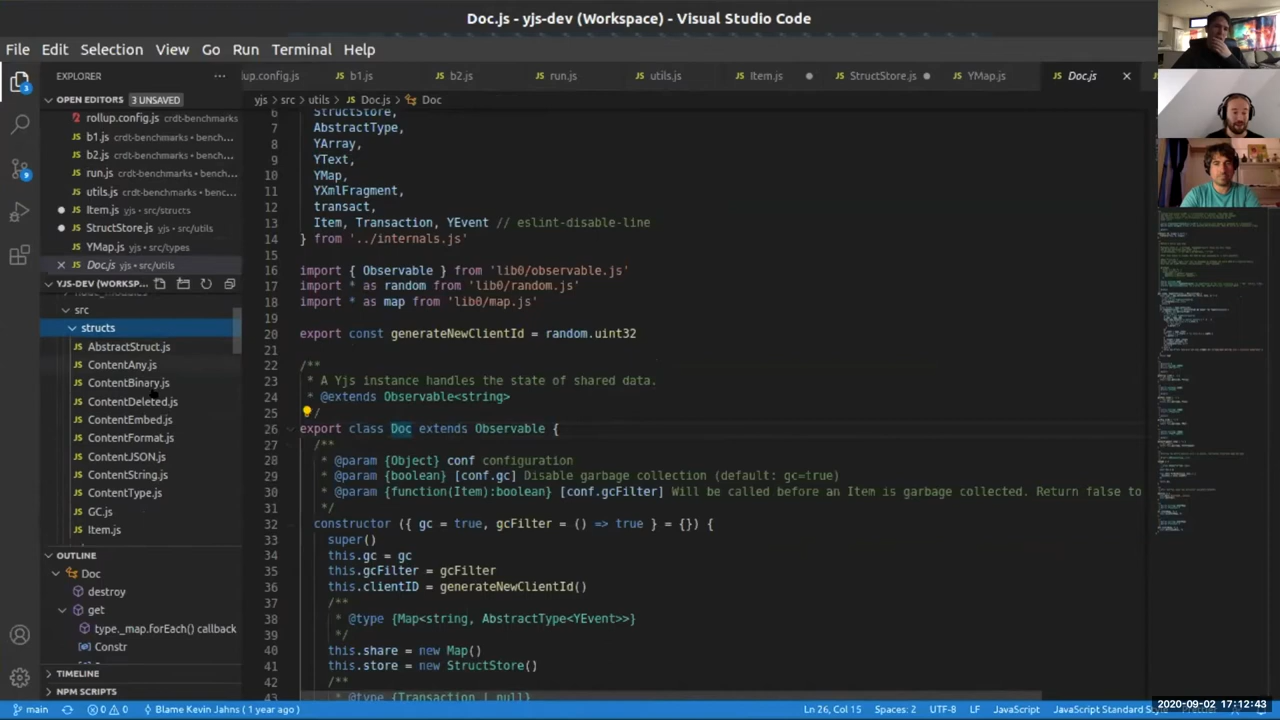 Doc.js - yjs-dev (Workspace) - Visual Studio Code
File Edit Selection View Go Run Terminal Help
EXPLORER
OPEN EDITORS 3 UNSAVED
rollup.config.js crdt-benchmarks
b1.js crdt-benchmarks • bench...
b2.js crdt-benchmarks • bench...
run.js crdt-benchmarks • bench...
utils.js crdt-benchmarks • benc...
Item.js yjs • src/structs
StructStore.js yjs • src/utils
YMap.js yjs • src/types
Doc.js yjs • src/utils
YJS-DEV (WORKSP...
src
structs
AbstractStruct.js
ContentAny.js
ContentBinary.js
ContentDeleted.js
ContentEmbed.js
ContentFormat.js
ContentJSON.js
ContentString.js
ContentType.js
GC.js
Item.js
OUTLINE
Doc
destroy
get
type._map.forEach() callback
Constr
TIMELINE
NPM SCRIPTS
up.config.js b1.js b2.js run.js utils.js Item.js StructStore.js YMap.js Doc.js
yjs > src > utils > Doc.js > Doc
6 StructStore,
7 AbstractType,
8 YArray,
9 YText,
10 YMap,
11 YXmlFragment,
12 transact,
13 Item, Transaction, YEvent // eslint-disable-line
14 } from '../internals.js'
15
16 import { Observable } from 'lib0/observable.js'
17 import * as random from 'lib0/random.js'
18 import * as map from 'lib0/map.js'
19
20 export const generateNewClientId = random.uint32
21
22 /**
23 * A Yjs instance handles the state of shared data.
24 * @extends Observable<string>
25 */
26 export class Doc extends Observable {
27 /**
28 * @param {Object} conf configuration
29 * @param {boolean} [conf.gc] Disable garbage collection (default: gc=true)
30 * @param {function(Item):boolean} [conf.gcFilter] Will be called before an Item is garbage collected. Return false to
31 */
32 constructor ({ gc = true, gcFilter = () => true } = {}) {
33 super()
34 this.gc = gc
35 this.gcFilter = gcFilter
36 this.clientID = generateNewClientId()
37 /**
38 * @type {Map<string, AbstractType<YEvent>>}
39 */
40 this.share = new Map()
41 this.store = new StructStore()
42 /**
43 * @type {Transaction | null}
main 0 0 Blame Kevin Jahns ( 1 year ago ) Ln 26, Col 15 Spaces: 2 UTF-8 LF JavaScript JavaScript Standard Style
2020-09-02 17:12:43